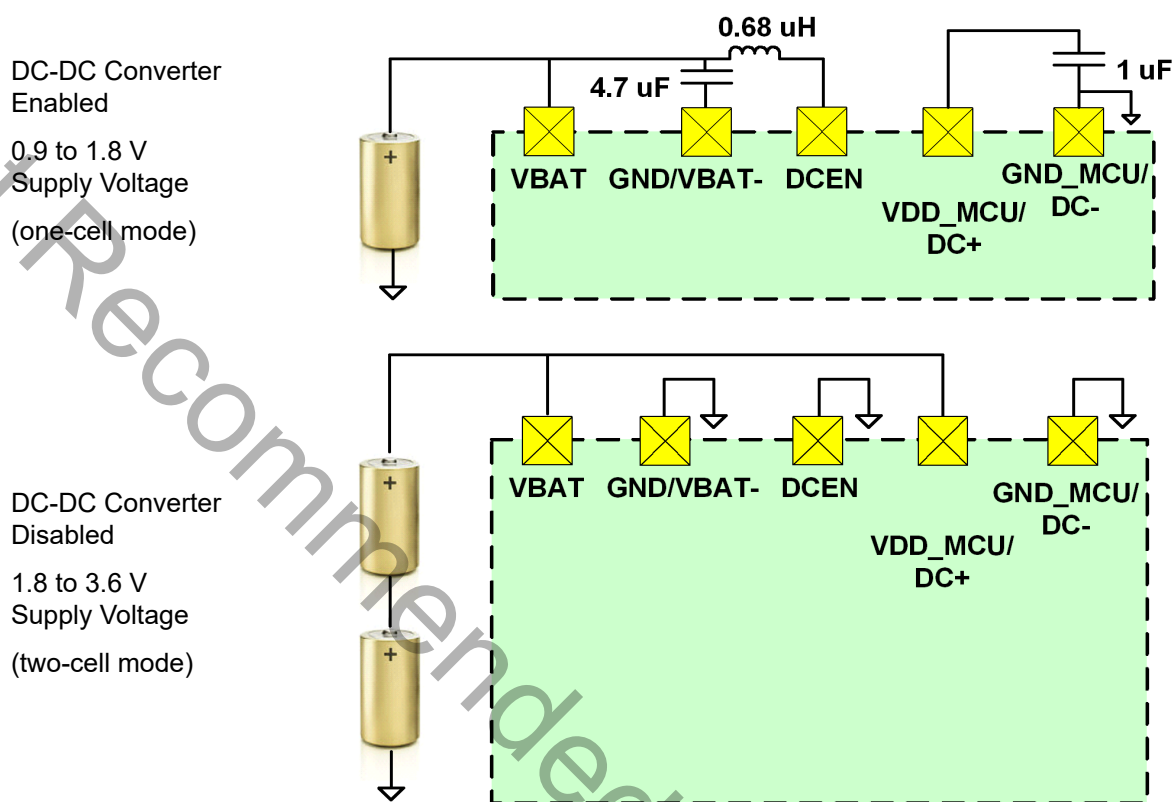 DC-DC Converter
Enabled
0.9 to 1.8 V
Supply Voltage
(one-cell mode)
0.68 uH
4.7 uF
1 uF
+
VBAT
GND/VBAT-
DCEN
VDD_MCU/
DC+
GND_MCU/
DC-
DC-DC Converter
Disabled
1.8 to 3.6 V
Supply Voltage
(two-cell mode)
+
+
VBAT
GND/VBAT-
DCEN
VDD_MCU/
DC+
GND_MCU/
DC-
Recommended